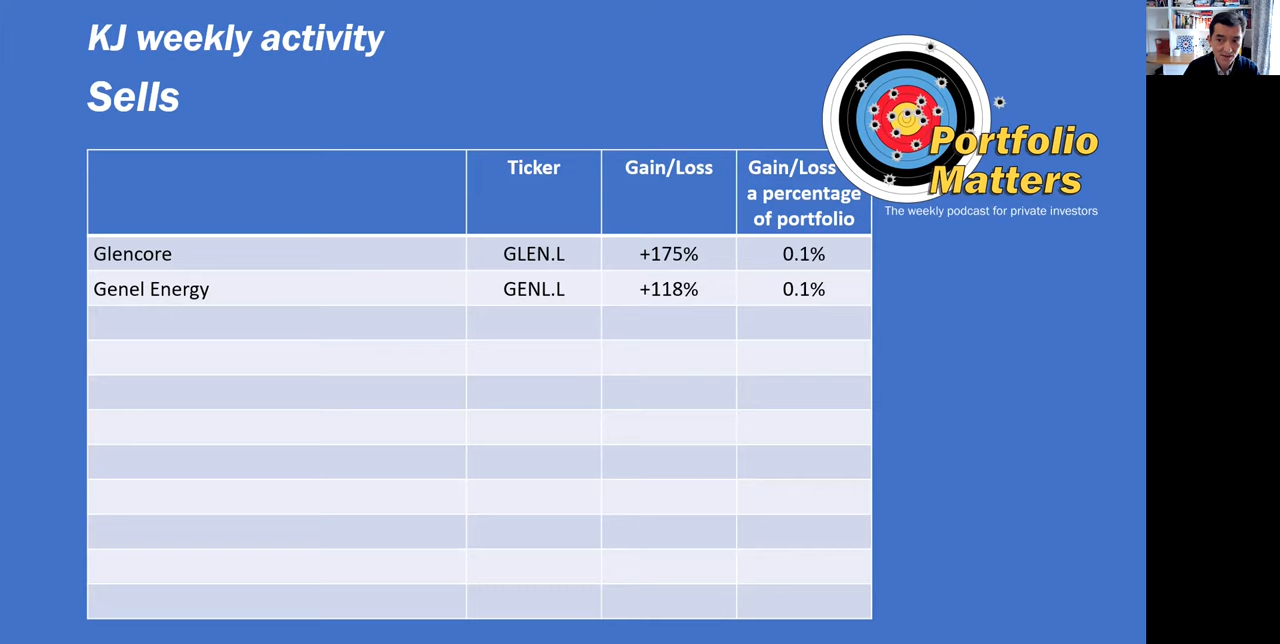 KJ weekly activity
Sells
Portfolio
Matters
The weekly podcast for private investors
Ticker Gain/Loss Gain/Loss
a percentage
of portfolio
Glencore GLEN.L +175% 0.1%
Genel Energy GENL.L +118% 0.1%